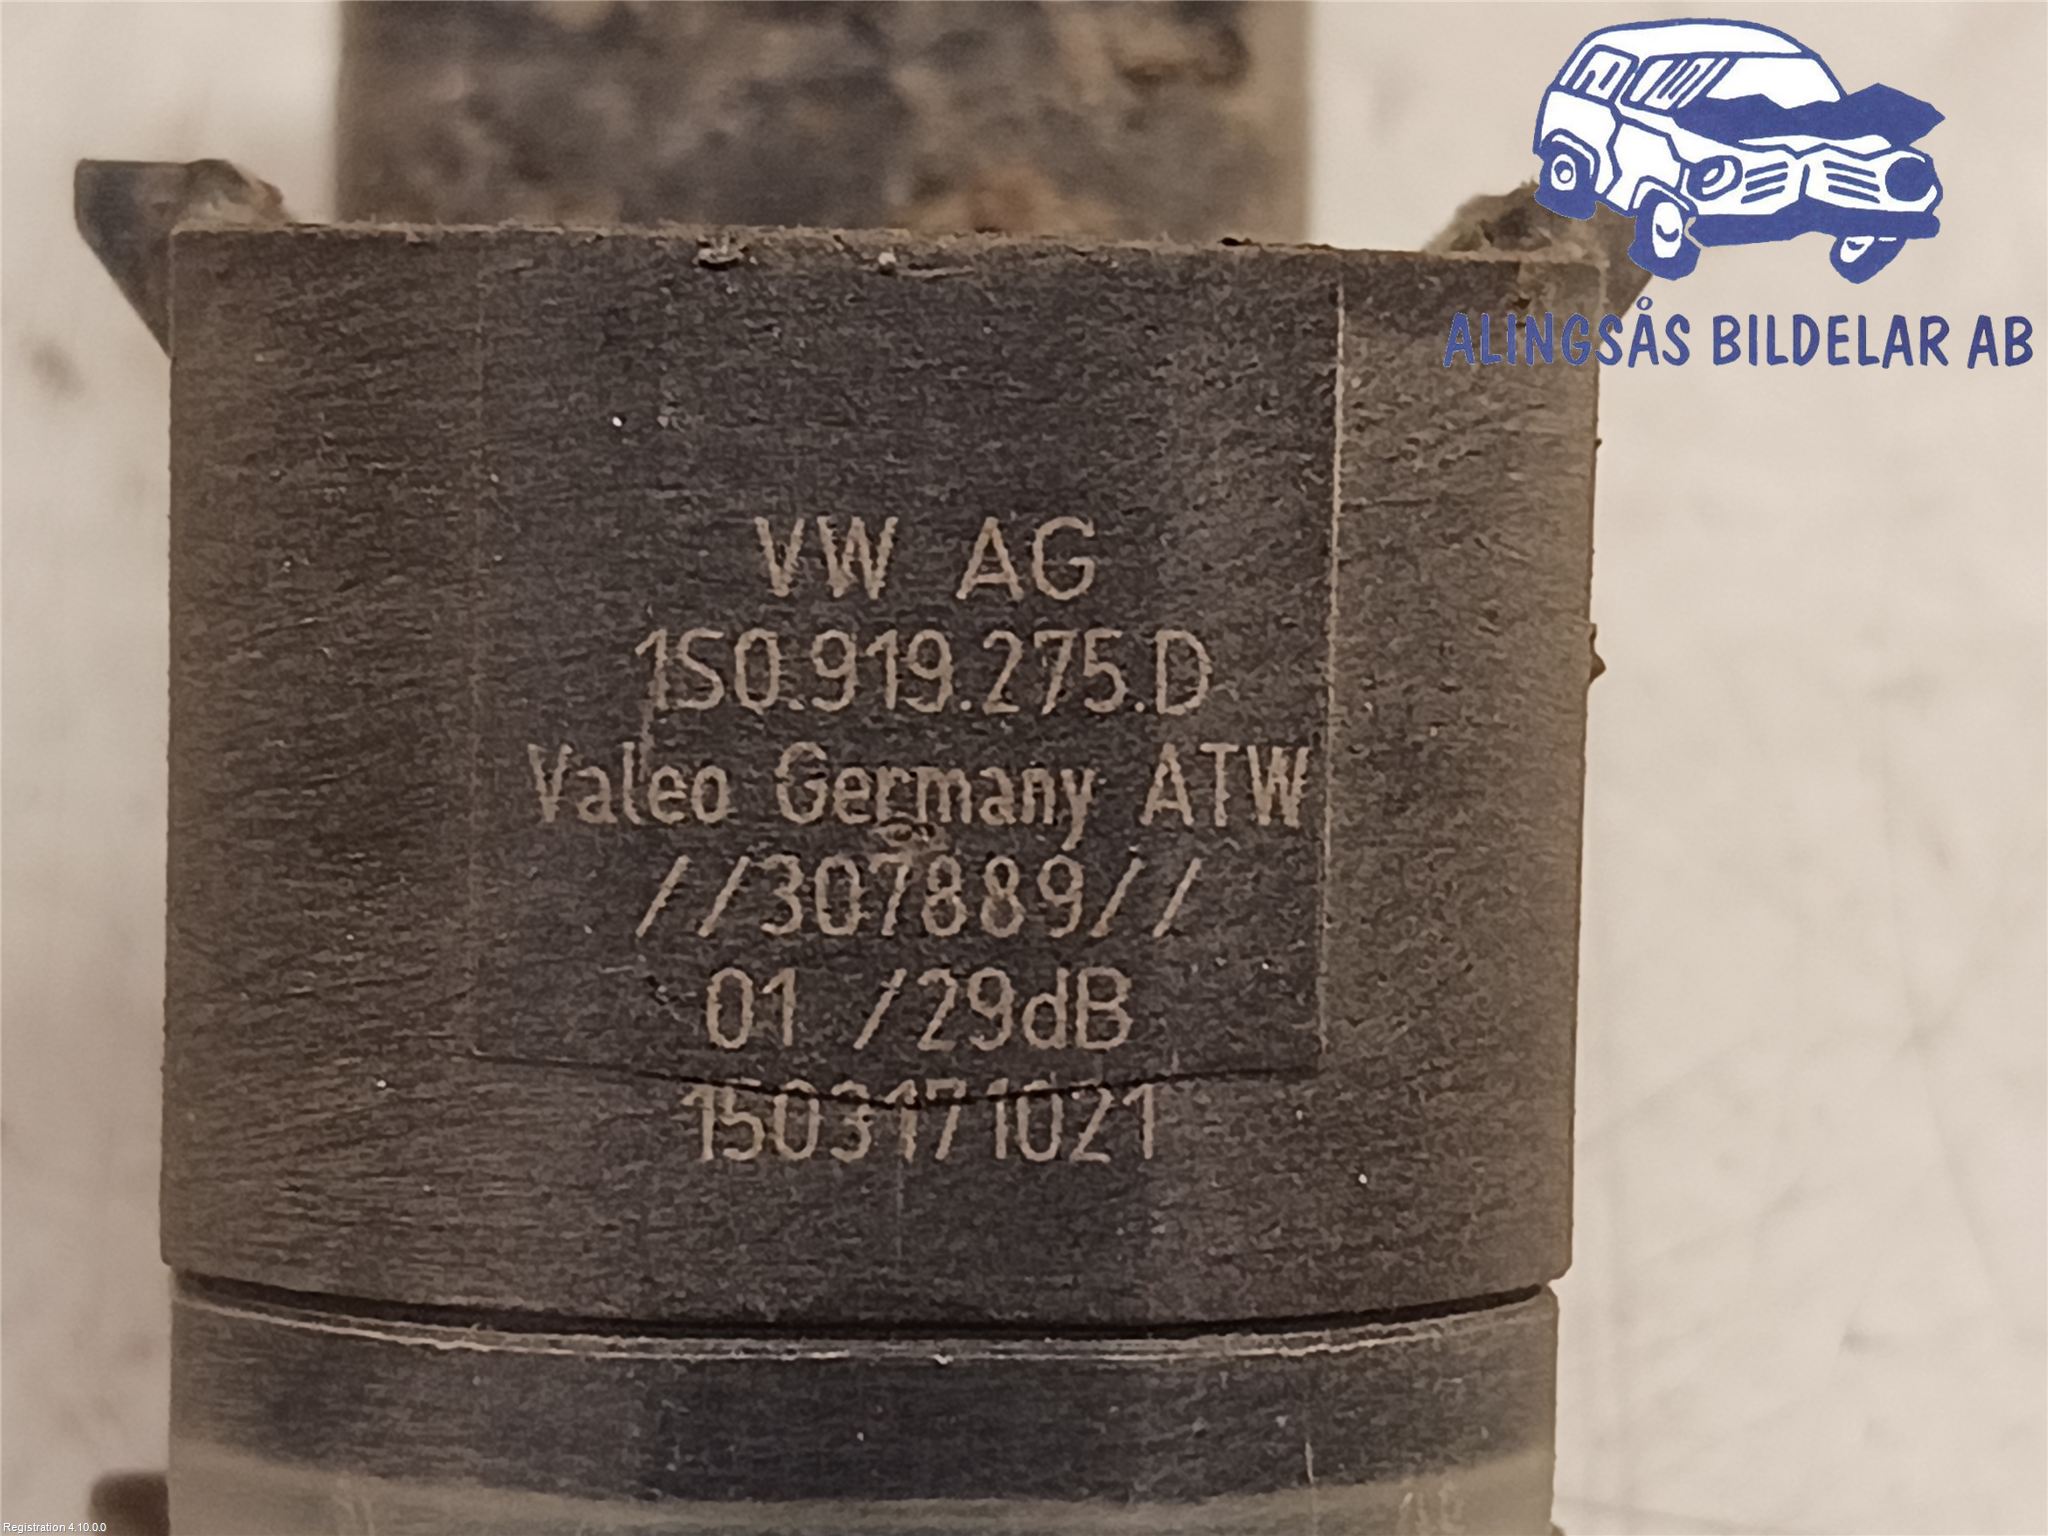 ALINGSÅS BILDELAR AB
VW AG
1S0.919.275.D
Valeo Germany ATW
//307889//
01 /29dB
1503171021
Registration 4.10.0.0